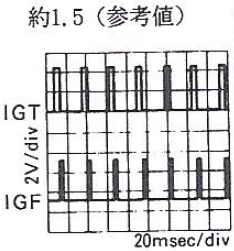 約1.5（参考値）
IGT
2V/div
IGF
20msec/div